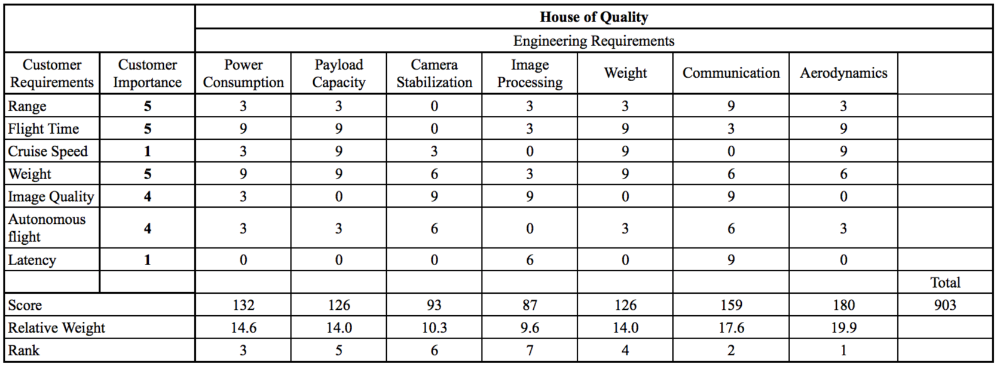 House of Quality
Engineering Requirements
Customer Requirements Customer Importance Power Consumption Payload Capacity Camera Stabilization Image Processing Weight Communication Aerodynamics
Range 5 3 3 0 3 3 9 3
Flight Time 5 9 9 0 3 9 3 9
Cruise Speed 1 3 9 3 0 9 0 9
Weight 5 9 9 6 3 9 6 6
Image Quality 4 3 0 9 9 0 9 0
Autonomous flight 4 3 3 6 0 3 6 3
Latency 1 0 0 0 6 0 9 0
Total
Score 132 126 93 87 126 159 180 903
Relative Weight 14.6 14.0 10.3 9.6 14.0 17.6 19.9
Rank 3 5 6 7 4 2 1